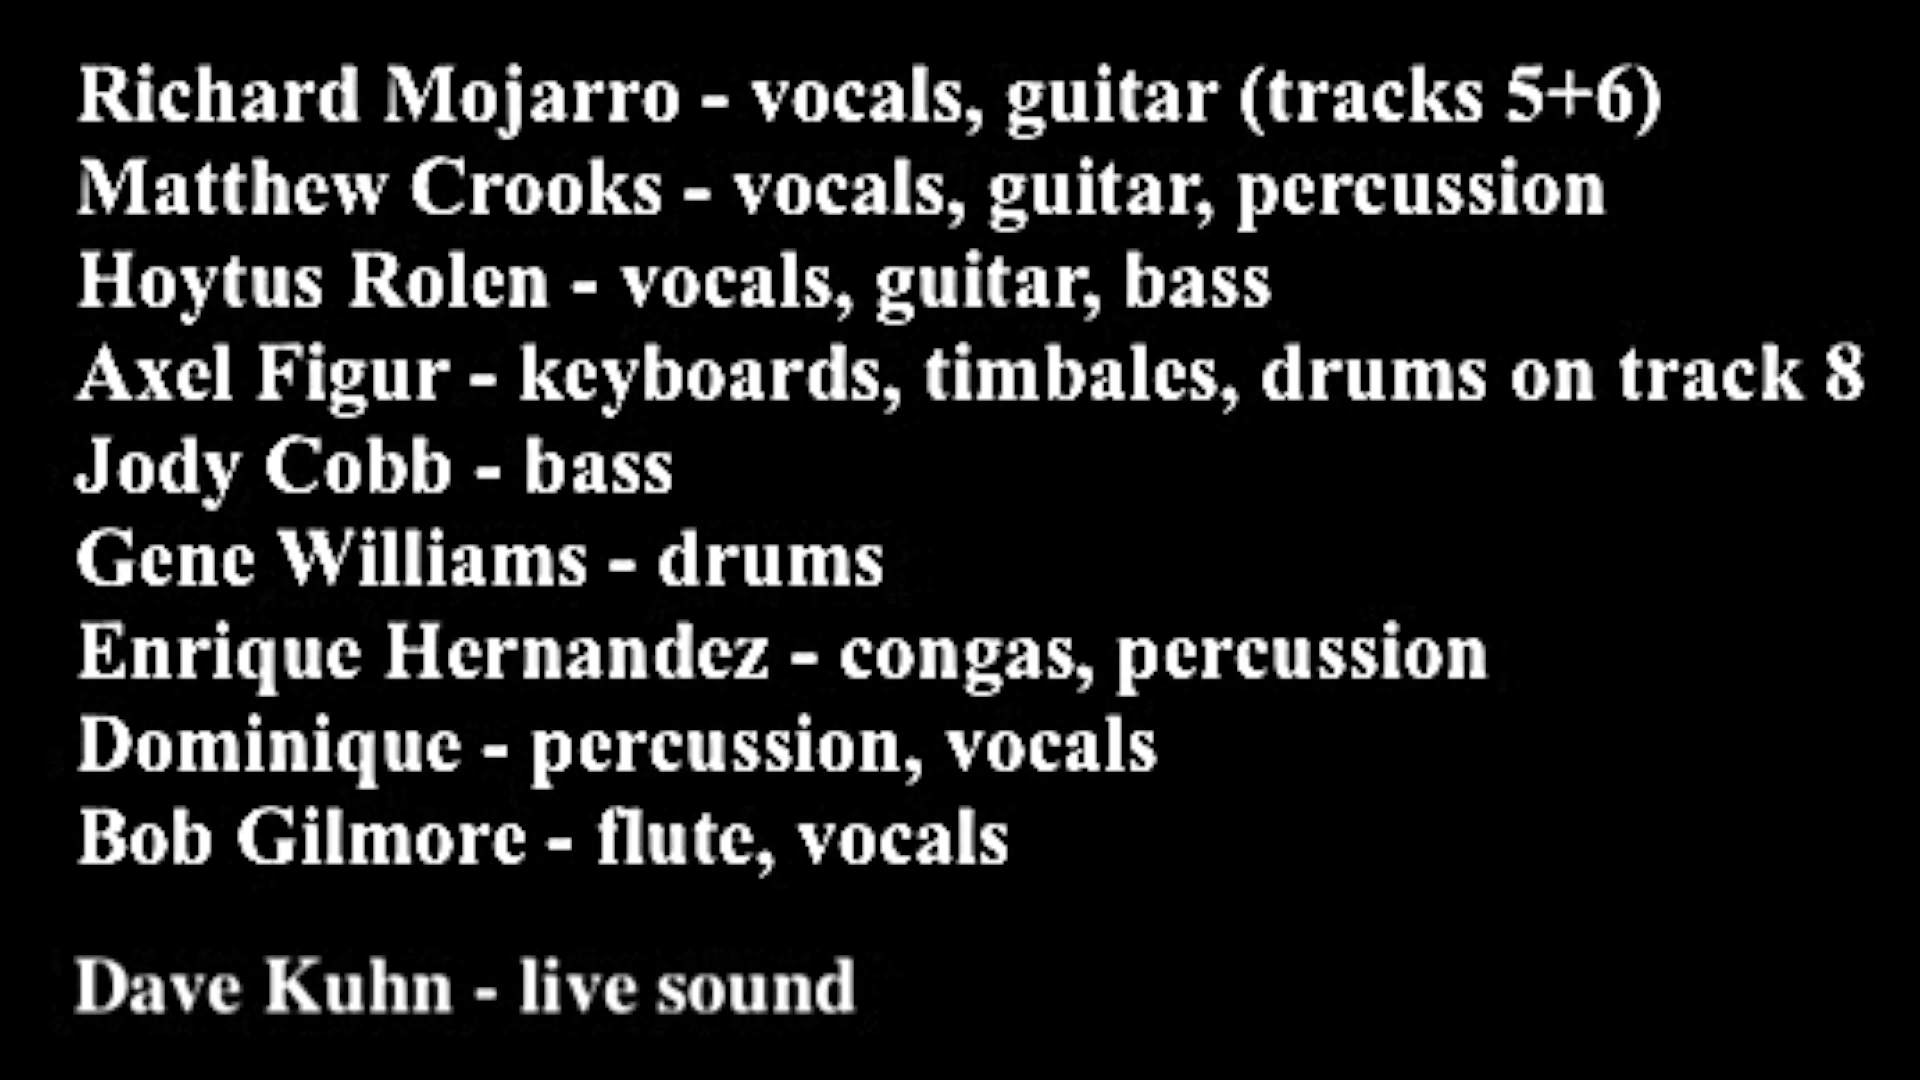 Richard Mojarro - vocals, guitar (tracks 5+6)
Matthew Crooks - vocals, guitar, percussion
Hoytus Rolen - vocals, guitar, bass
Axel Figur - keyboards, timbales, drums on track 8
Jody Cobb - bass
Gene Williams - drums
Enrique Hernandez - congas, percussion
Dominique - percussion, vocals
Bob Gilmore - flute, vocals
Dave Kuhn - live sound